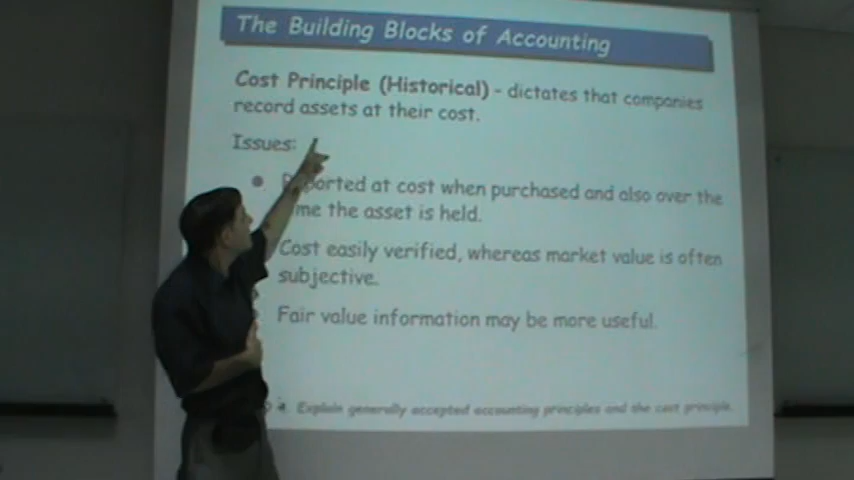 The Building Blocks of Accounting
Cost Principle (Historical) - dictates that companies
record assets at their cost.
Issues:
Reported at cost when purchased and also over the
time the asset is held.
Cost easily verified, whereas market value is often
subjective.
Fair value information may be more useful.
4. Explain generally accepted accounting principles and the cost principle.